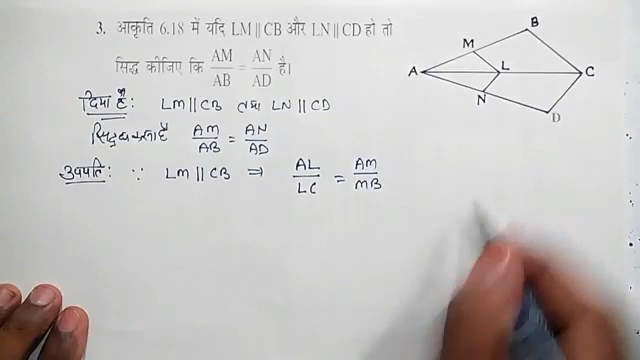 3. आकृति 6.18 में यदि LM || CB और LN || CD हो तो
सिद्ध कीजिए कि AM/AB = AN/AD है।
दिया है: LM || CB तथा LN || CD
सिद्ध करना है AM/AB = AN/AD
उपपत्ति: ∵ LM || CB ⇒ AL/LC = AM/MB
B
M
A L C
N
D